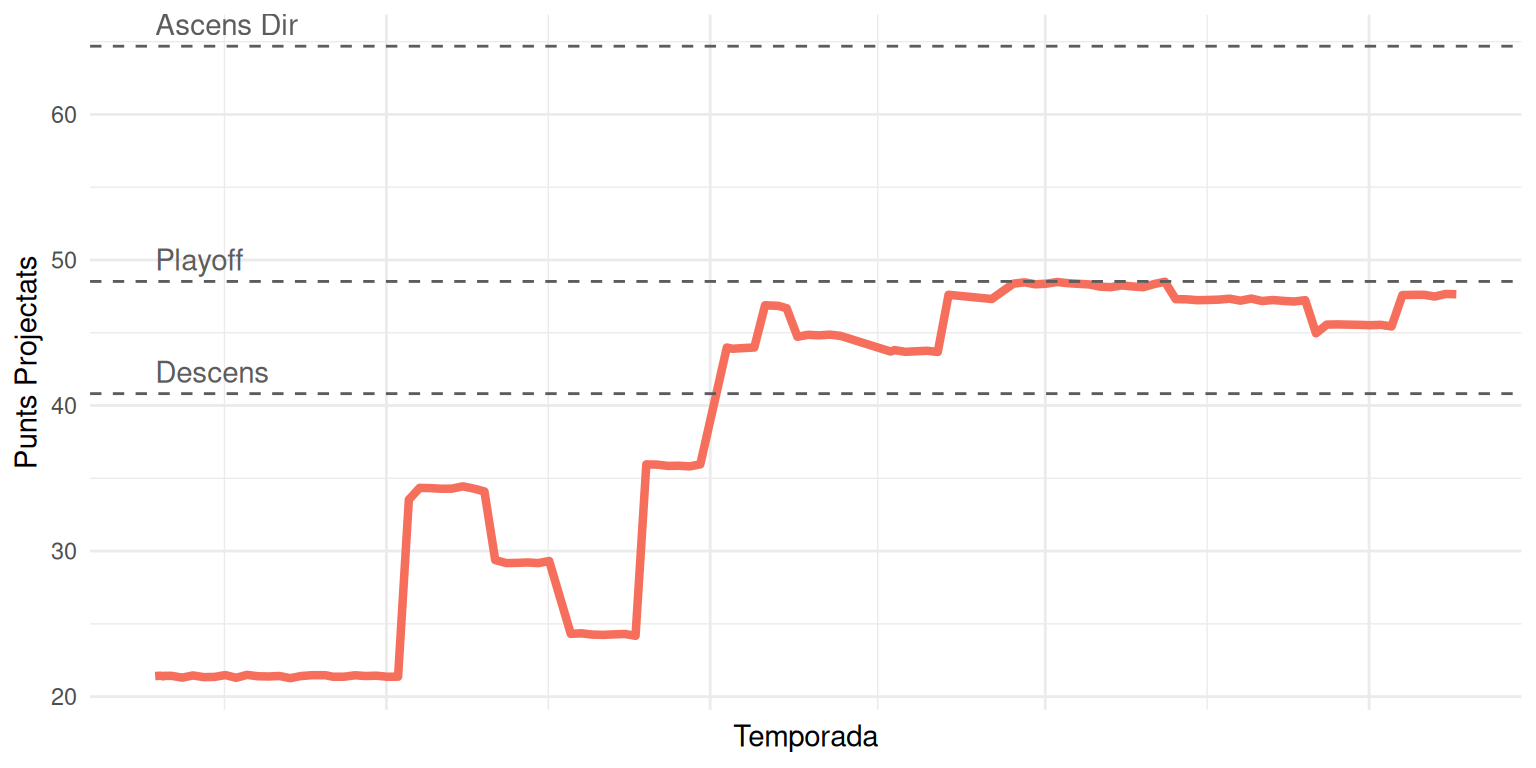 Ascens Dir
60
50
Playoff
Descens
40
30
20
Punts Projectats
Temporada